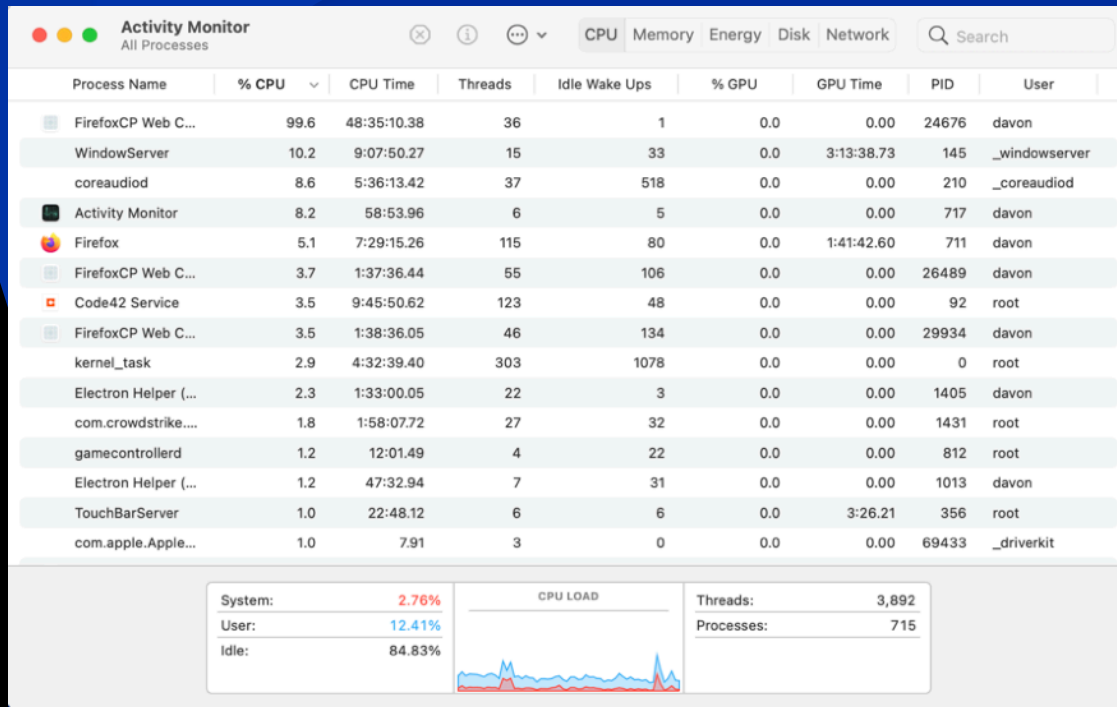 Activity Monitor
All Processes
CPU Memory Energy Disk Network Search
Process Name % CPU CPU Time Threads Idle Wake Ups % GPU GPU Time PID User
FirefoxCP Web C... 99.6 48:35:10.38 36 1 0.0 0.00 24676 davon
WindowServer 10.2 9:07:50.27 15 33 0.0 3:13:38.73 145 _windowserver
coreaudiod 8.6 5:36:13.42 37 518 0.0 0.00 210 _coreaudiod
Activity Monitor 8.2 58:53.96 6 5 0.0 0.00 717 davon
Firefox 5.1 7:29:15.26 115 80 0.0 1:41:42.60 711 davon
FirefoxCP Web C... 3.7 1:37:36.44 55 106 0.0 0.00 26489 davon
Code42 Service 3.5 9:45:50.62 123 48 0.0 0.00 92 root
FirefoxCP Web C... 3.5 1:38:36.05 46 134 0.0 0.00 29934 davon
kernel_task 2.9 4:32:39.40 303 1078 0.0 0.00 0 root
Electron Helper (... 2.3 1:33:00.05 22 3 0.0 0.00 1405 davon
com.crowdstrike.... 1.8 1:58:07.72 27 32 0.0 0.00 1431 root
gamecontrollerd 1.2 12:01.49 4 22 0.0 0.00 812 root
Electron Helper (... 1.2 47:32.94 7 31 0.0 0.00 1013 davon
TouchBarServer 1.0 22:48.12 6 6 0.0 3:26.21 356 root
com.apple.Apple... 1.0 7.91 3 0 0.0 0.00 69433 _driverkit
System: 2.76% CPU LOAD Threads: 3,892
User: 12.41% Processes: 715
Idle: 84.83%